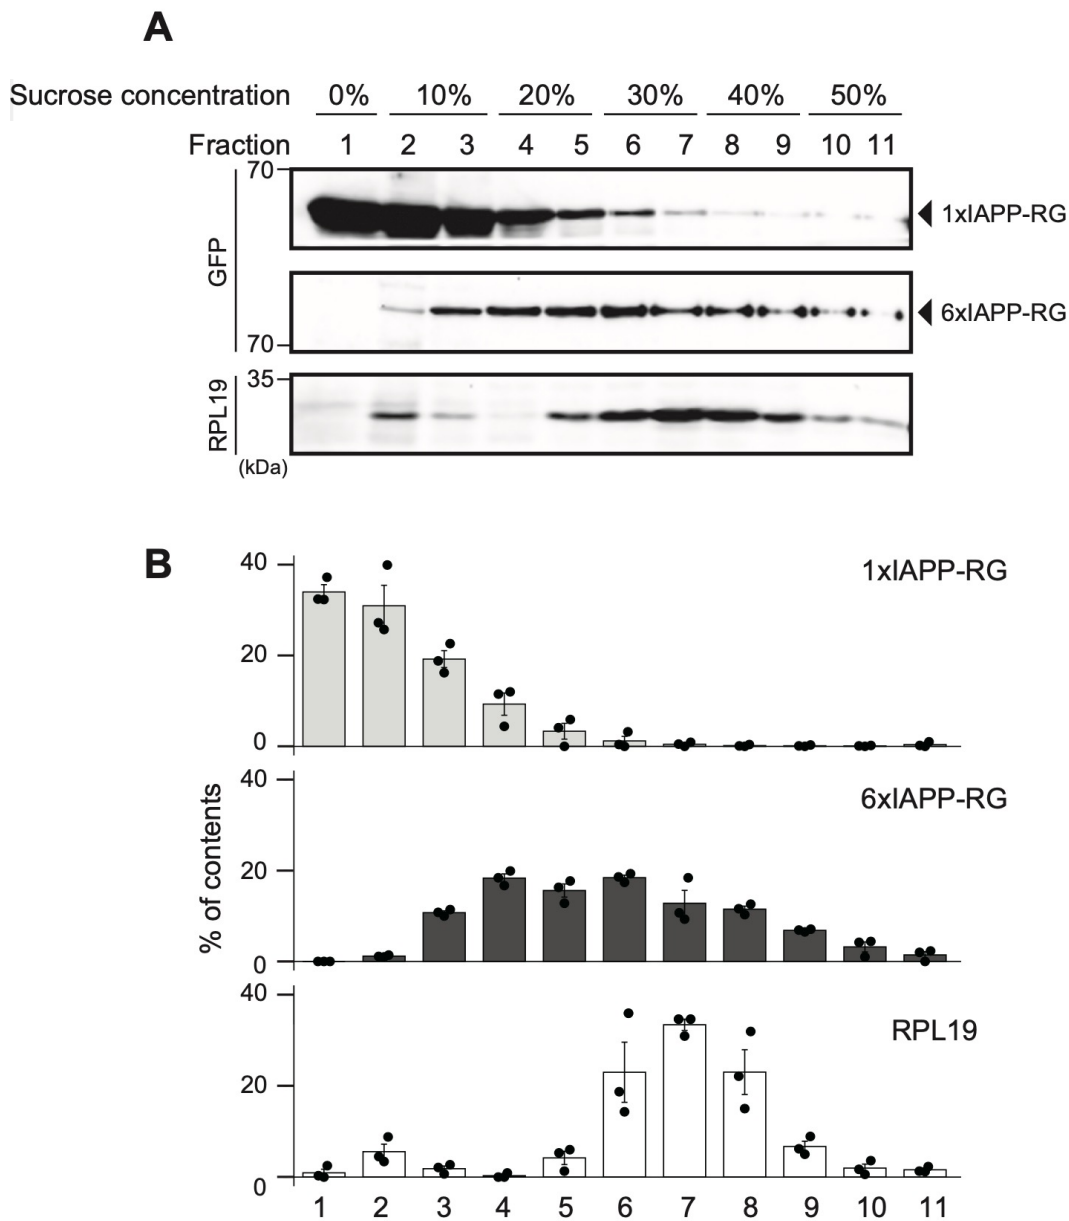 A
Sucrose concentration 0% 10% 20% 30% 40% 50%
Fraction 1 2 3 4 5 6 7 8 9 10 11
70
GFP
1xIAPP-RG
6xIAPP-RG
70
35
RPL19
(kDa)
B
40
1xIAPP-RG
20
0
40
6xIAPP-RG
% of contents
20
0
40
RPL19
20
0
1 2 3 4 5 6 7 8 9 10 11